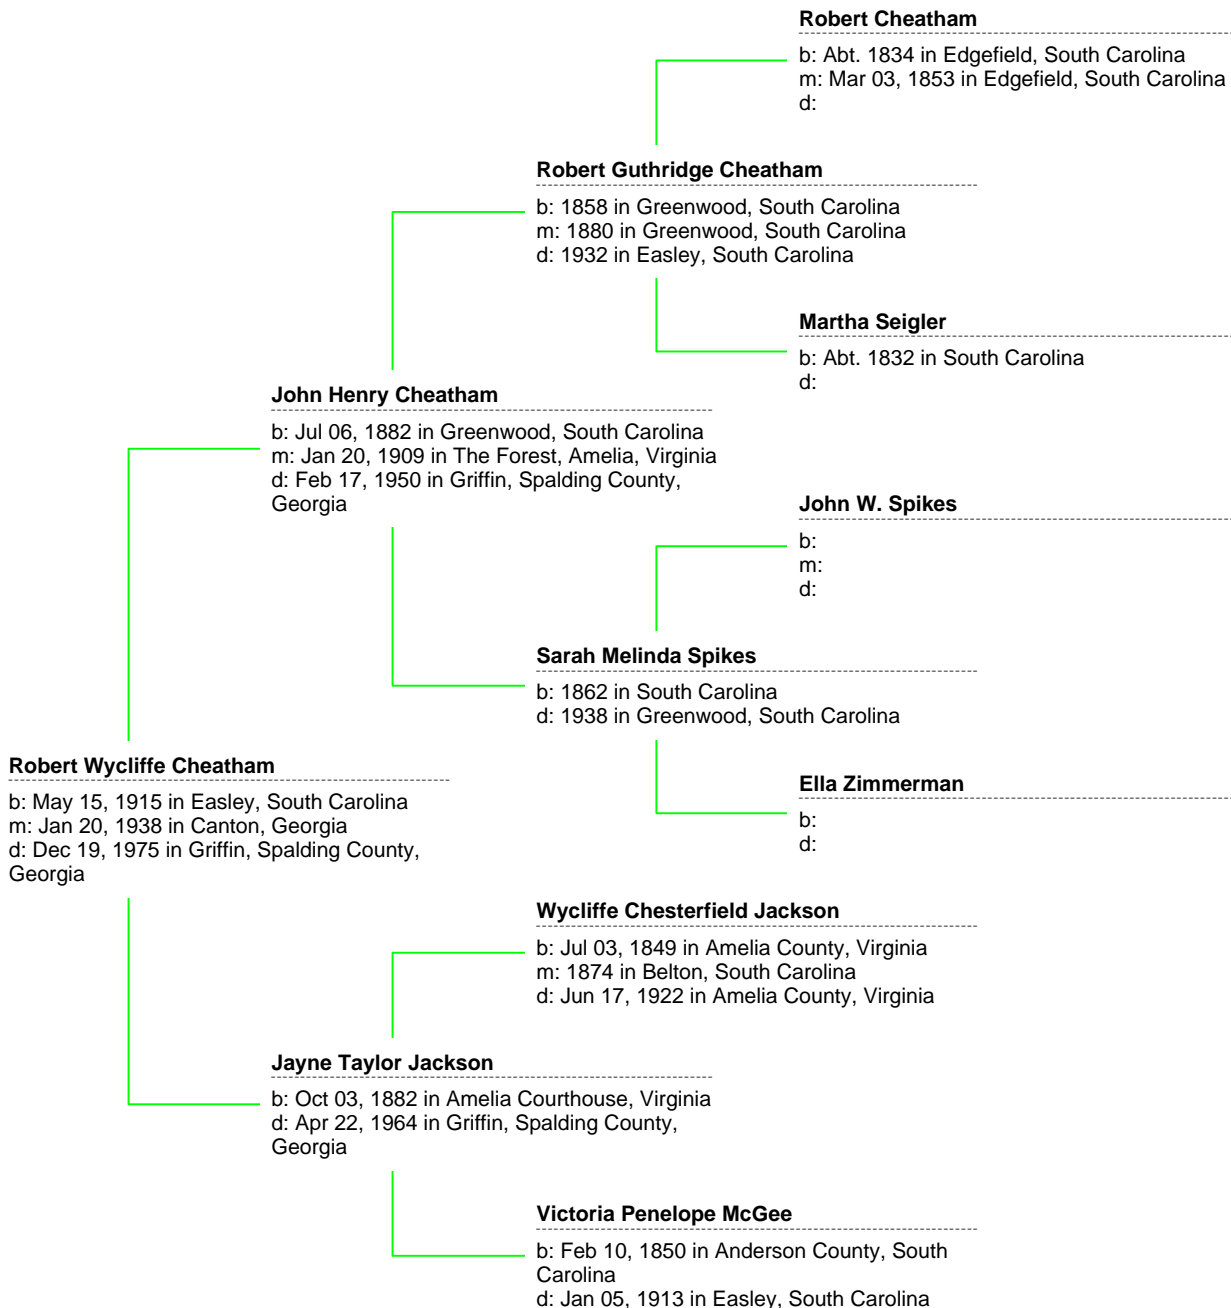 Robert Cheatham
b: Abt. 1834 in Edgefield, South Carolina
m: Mar 03, 1853 in Edgefield, South Carolina
d:
Robert Guthridge Cheatham
b: 1858 in Greenwood, South Carolina
m: 1880 in Greenwood, South Carolina
d: 1932 in Easley, South Carolina
Martha Seigler
b: Abt. 1832 in South Carolina
d:
John Henry Cheatham
b: Jul 06, 1882 in Greenwood, South Carolina
m: Jan 20, 1909 in The Forest, Amelia, Virginia
d: Feb 17, 1950 in Griffin, Spalding County,
Georgia
John W. Spikes
b:
m:
d:
Sarah Melinda Spikes
b: 1862 in South Carolina
d: 1938 in Greenwood, South Carolina
Robert Wycliffe Cheatham
b: May 15, 1915 in Easley, South Carolina
m: Jan 20, 1938 in Canton, Georgia
d: Dec 19, 1975 in Griffin, Spalding County,
Georgia
Ella Zimmerman
b:
d:
Wycliffe Chesterfield Jackson
b: Jul 03, 1849 in Amelia County, Virginia
m: 1874 in Belton, South Carolina
d: Jun 17, 1922 in Amelia County, Virginia
Jayne Taylor Jackson
b: Oct 03, 1882 in Amelia Courthouse, Virginia
d: Apr 22, 1964 in Griffin, Spalding County,
Georgia
Victoria Penelope McGee
b: Feb 10, 1850 in Anderson County, South
Carolina
d: Jan 05, 1913 in Easley, South Carolina